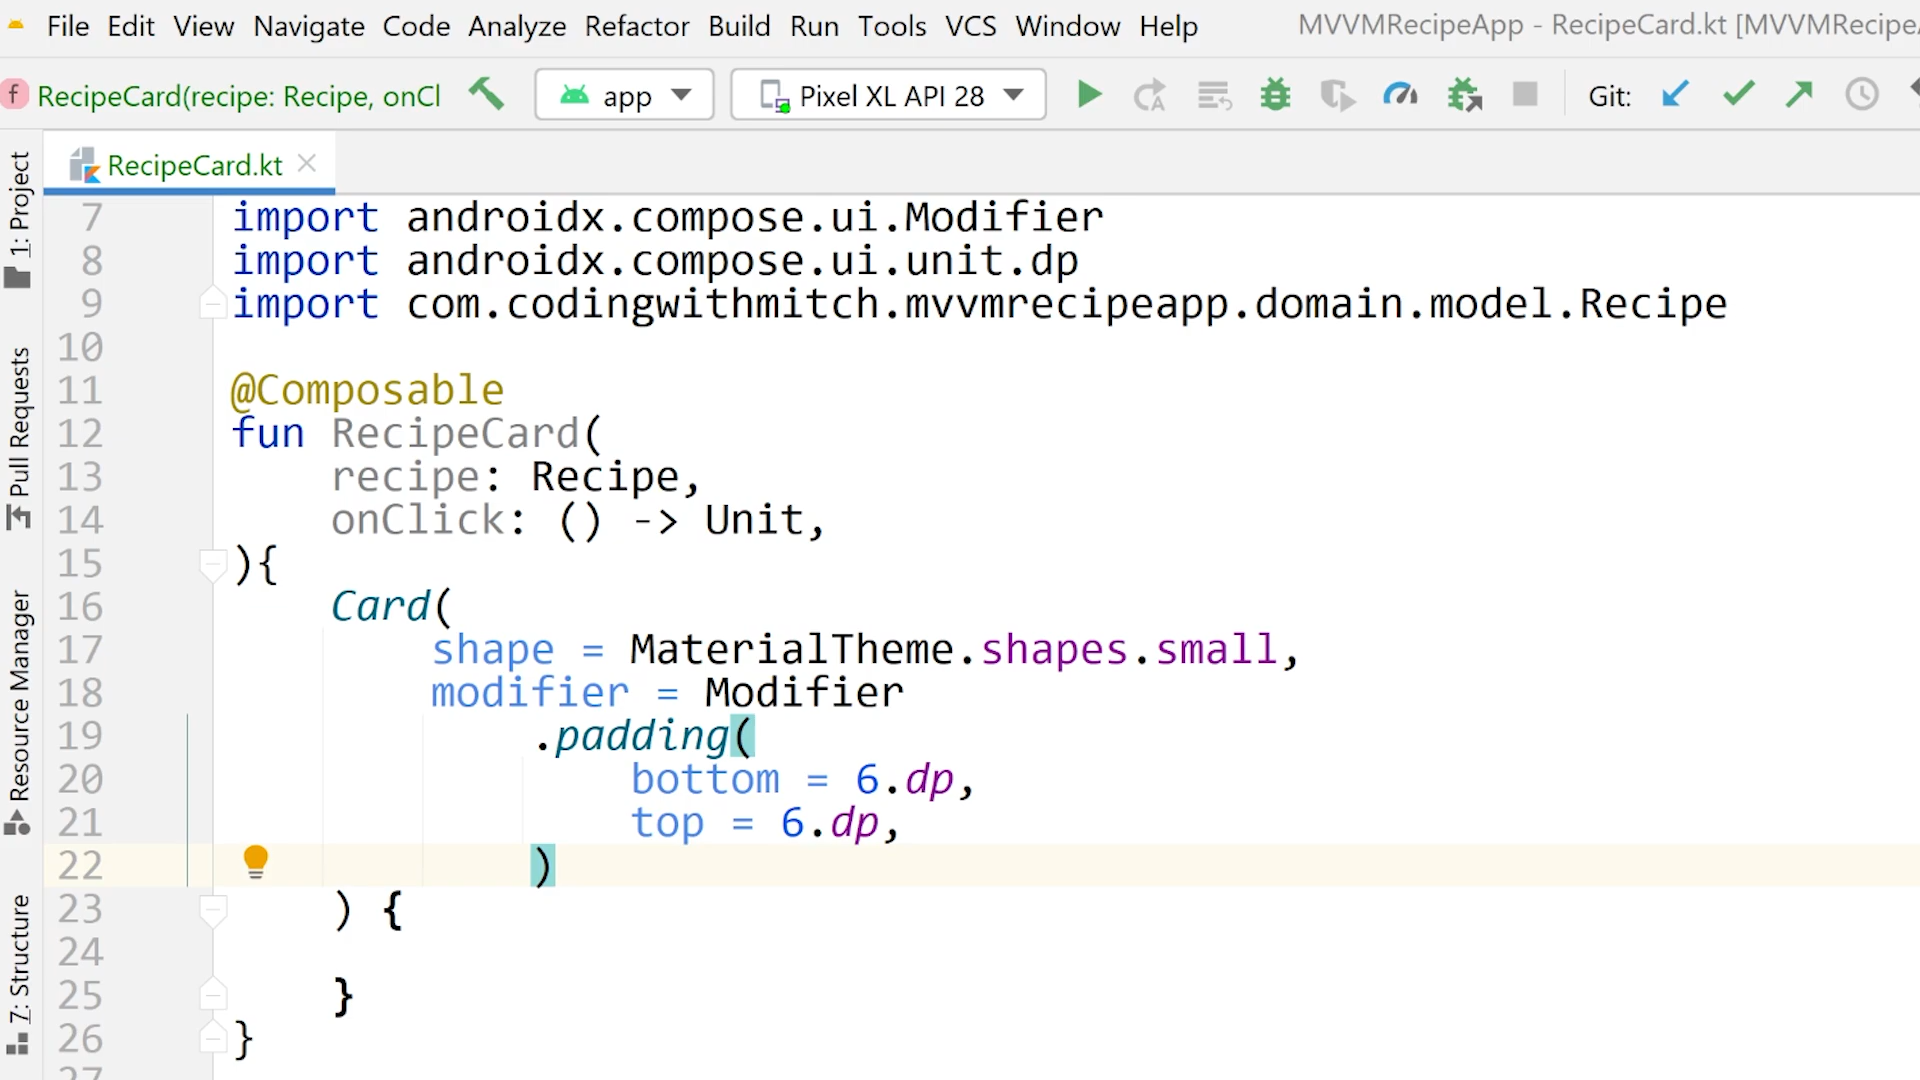 File Edit View Navigate Code Analyze Refactor Build Run Tools VCS Window Help MVVMRecipeApp - RecipeCard.kt [MVVMRecipeA
f RecipeCard(recipe: Recipe, onCl app Pixel XL API 28 Git:
RecipeCard.kt
1: Project
Pull Requests
Resource Manager
7: Structure
7 import androidx.compose.ui.Modifier
8 import androidx.compose.ui.unit.dp
9 import com.codingwithmitch.mvvmrecipeapp.domain.model.Recipe
10
11 @Composable
12 fun RecipeCard(
13     recipe: Recipe,
14     onClick: () -> Unit,
15 ){
16     Card(
17         shape = MaterialTheme.shapes.small,
18         modifier = Modifier
19             .padding(
20                 bottom = 6.dp,
21                 top = 6.dp,
22             )
23     ) {
24
25     }
26 }
27